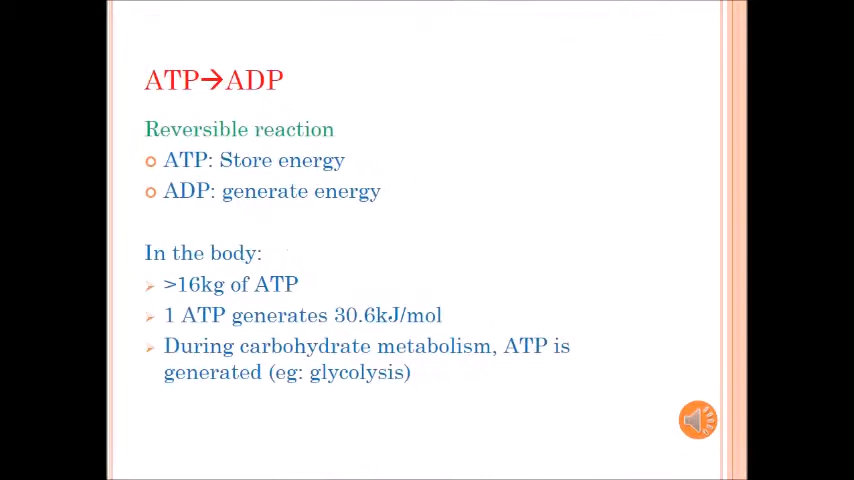 ATP→ADP
Reversible reaction
ATP: Store energy
ADP: generate energy
In the body:
>16kg of ATP
1 ATP generates 30.6kJ/mol
During carbohydrate metabolism, ATP is
generated (eg: glycolysis)